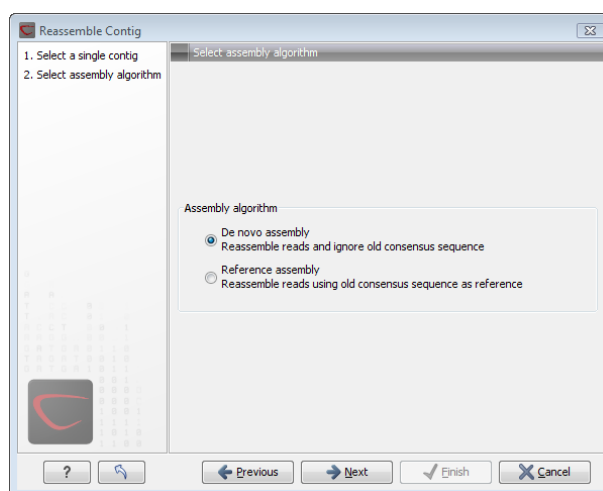 Reassemble Contig
1. Select a single contig
2. Select assembly algorithm
Select assembly algorithm
Assembly algorithm
De novo assembly
Reassemble reads and ignore old consensus sequence
Reference assembly
Reassemble reads using old consensus sequence as reference
?
Previous
Next
Finish
Cancel